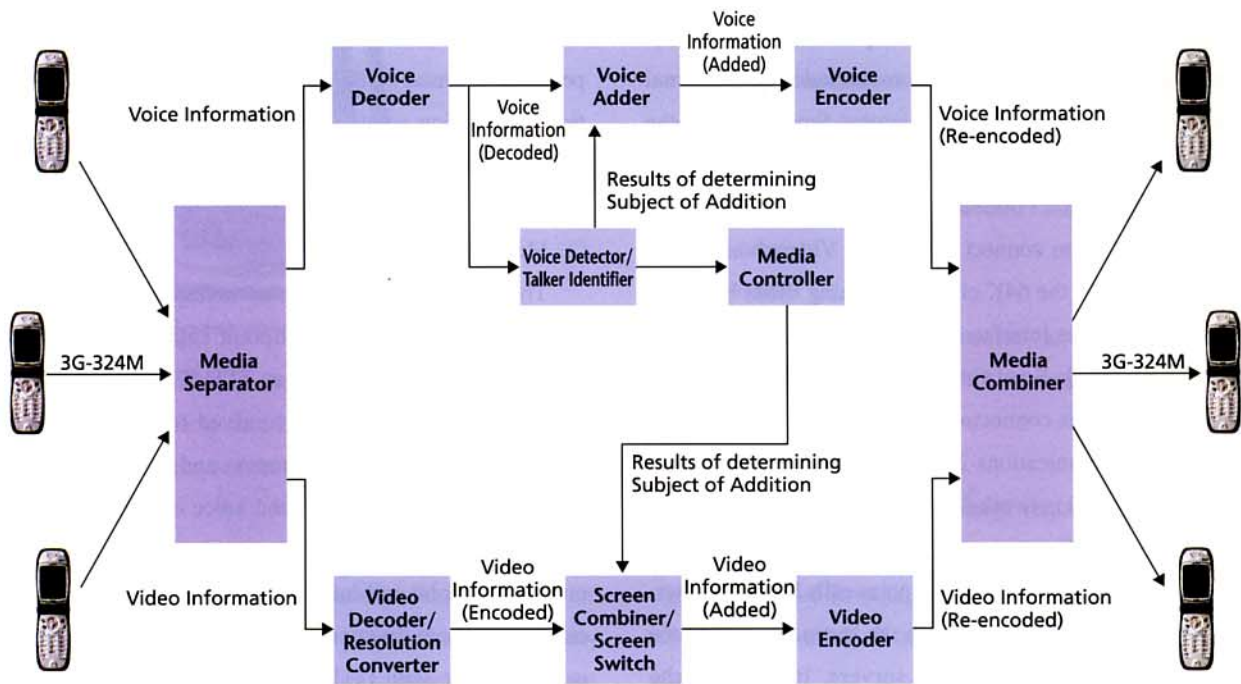 Voice
Information
(Added)
Voice
Decoder
Voice
Adder
Voice
Encoder
Voice Information
Voice
Information
(Decoded)
Voice Information
(Re-encoded)
Results of determining
Subject of Addition
Voice Detector/
Talker Identifier
Media
Controller
3G-324M
Media
Separator
Media
Combiner
3G-324M
Results of determining
Subject of Addition
Video Information
Video
Information
(Encoded)
Video
Information
(Added)
Video Information
(Re-encoded)
Video
Decoder/
Resolution
Converter
Screen
Combiner/
Screen
Switch
Video
Encoder